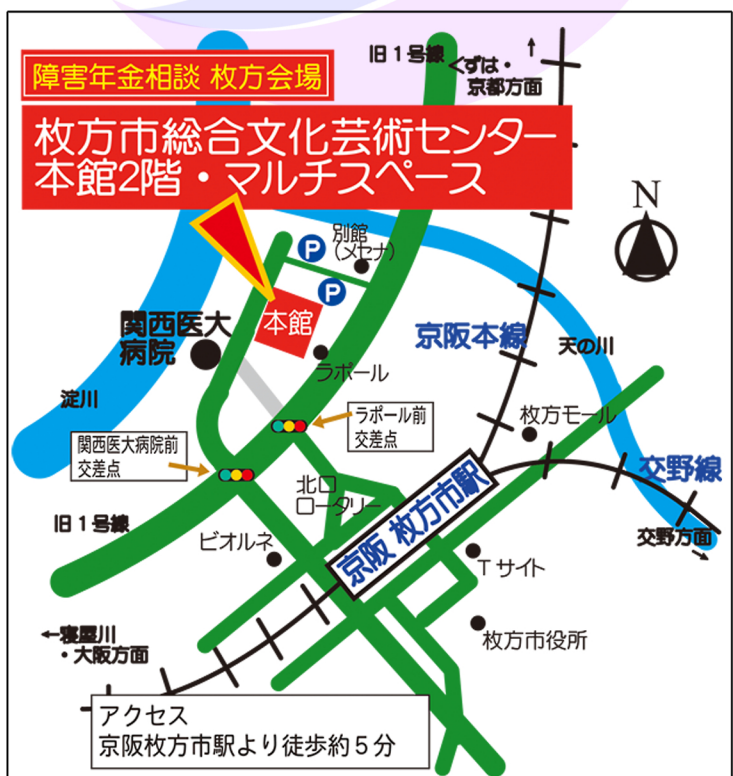 旧1号線
くずは・
京都方面
障害年金相談 枚方会場
枚方市総合文化芸術センター
本館2階・マルチスペース
N
別館
(メセナ)
P
P
本館
関西医大
病院
京阪本線
天の川
ラポール
淀川
枚方モール
ラポール前
交差点
関西医大病院前
交差点
交野線
北口
ロータリー
京阪 枚方市駅
旧1号線
ビオルネ
交野方面
Tサイト
枚方市役所
寝屋川
・大阪方面
アクセス
京阪枚方市駅より徒歩約5分